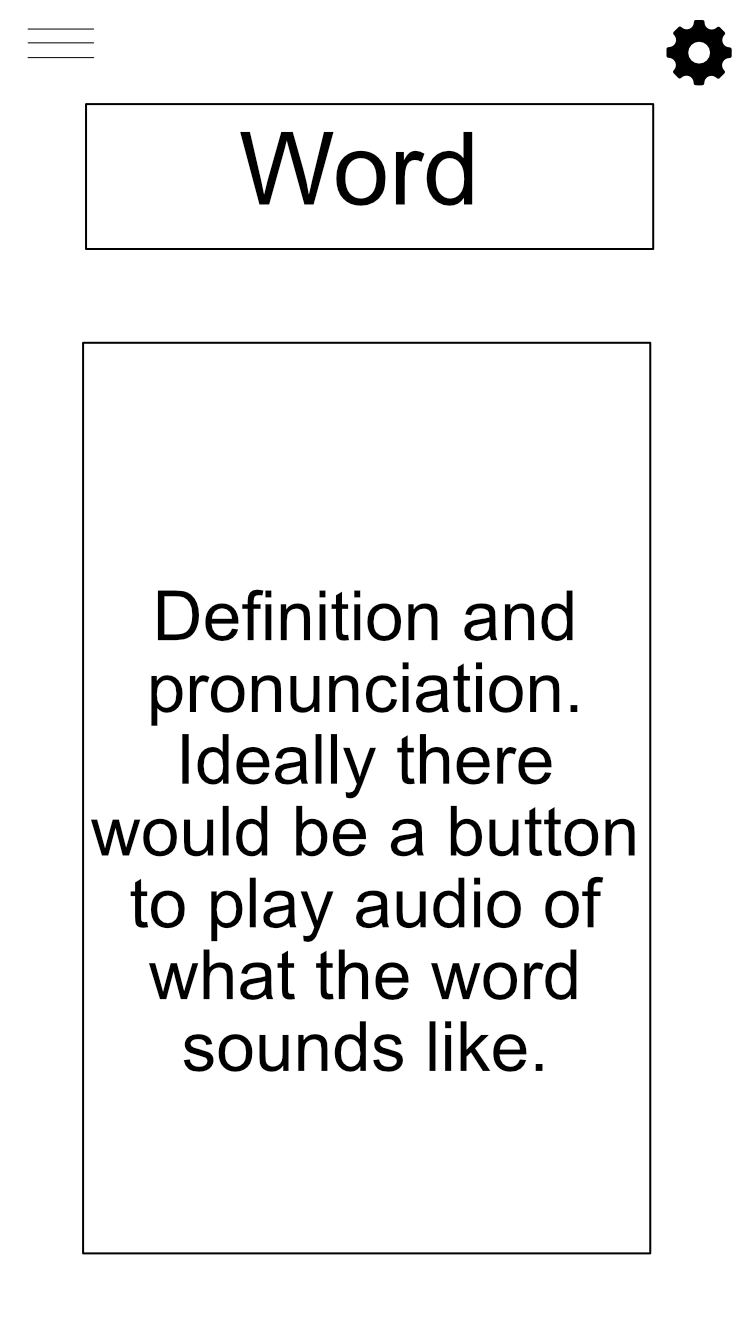 Word
Definition and
pronunciation.
Ideally there
would be a button
to play audio of
what the word
sounds like.